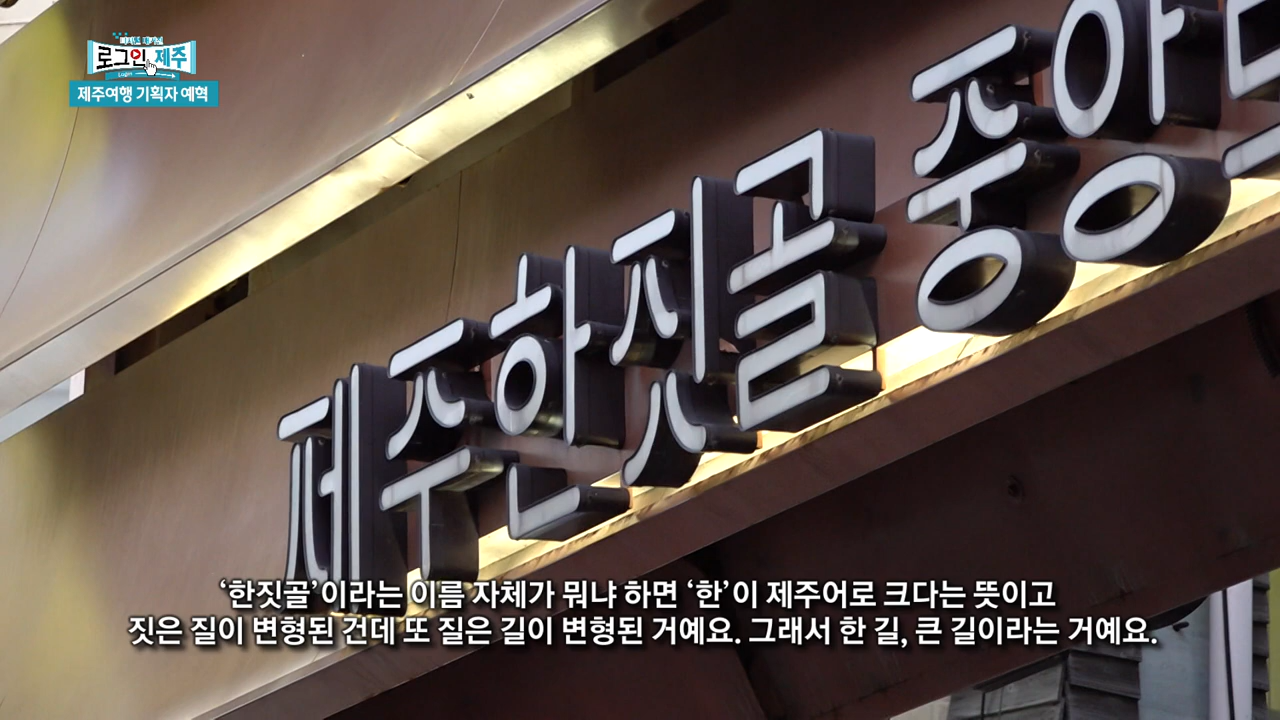 로그인 제주
Login
제주여행 기획자 예혁
제주한짓골 중앙
‘한짓골’이라는 이름 자체가 뭐냐 하면 ‘한’이 제주어로 크다는 뜻이고
짓은 질이 변형된 건데 또 질은 길이 변형된 거예요. 그래서 한 길, 큰 길이라는 거예요.